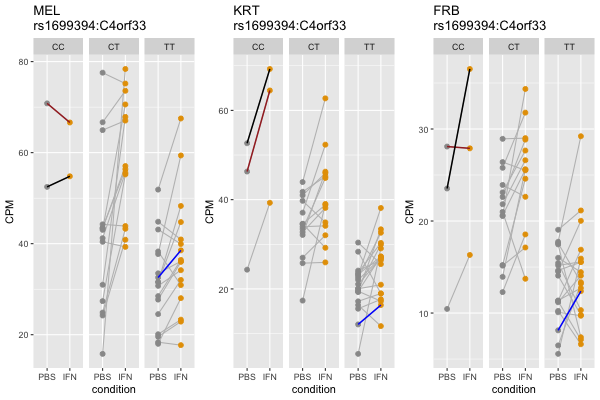 MEL
rs1699394:C4orf33
CC CT TT
80
60
40
20
CPM
PBS IFN PBS IFN PBS IFN
condition
KRT
rs1699394:C4orf33
CC CT TT
60
40
20
CPM
PBS IFN PBS IFN PBS IFN
condition
FRB
rs1699394:C4orf33
CC CT TT
30
20
10
CPM
PBS IFN PBS IFN PBS IFN
condition